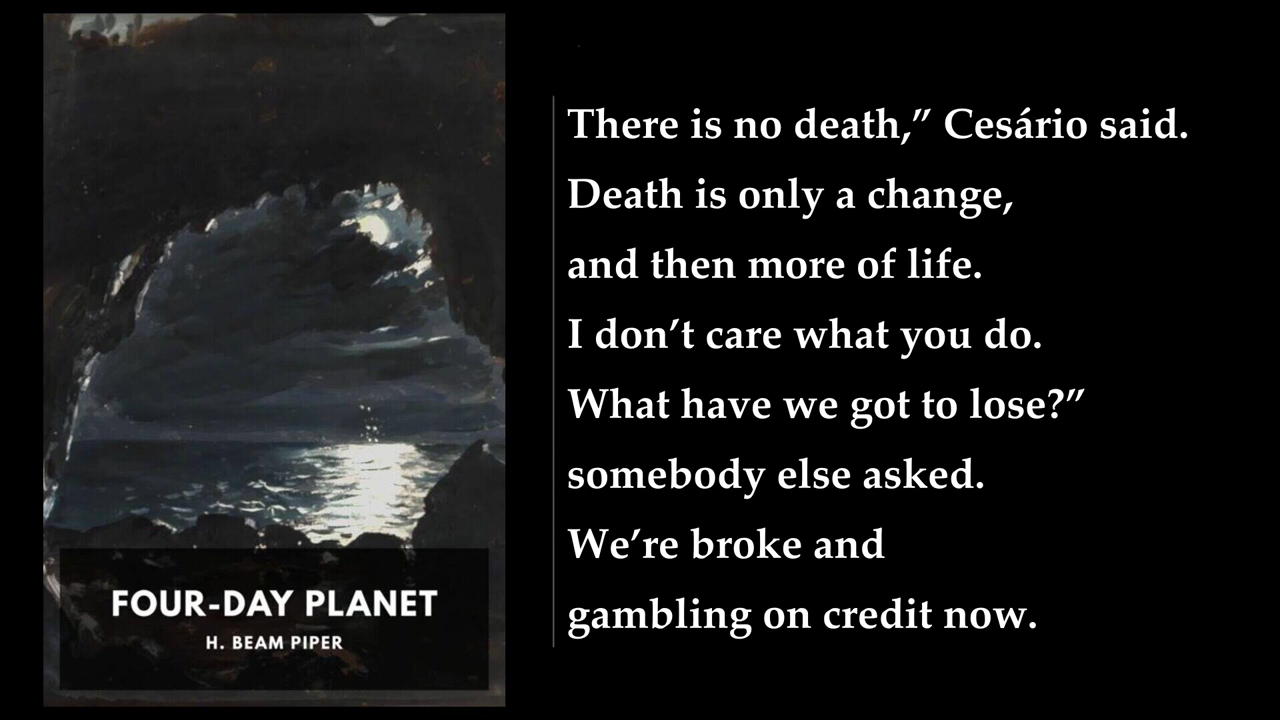 FOUR-DAY PLANET
H. BEAM PIPER
There is no death,” Cesário said.
Death is only a change,
and then more of life.
I don’t care what you do.
What have we got to lose?”
somebody else asked.
We’re broke and
gambling on credit now.